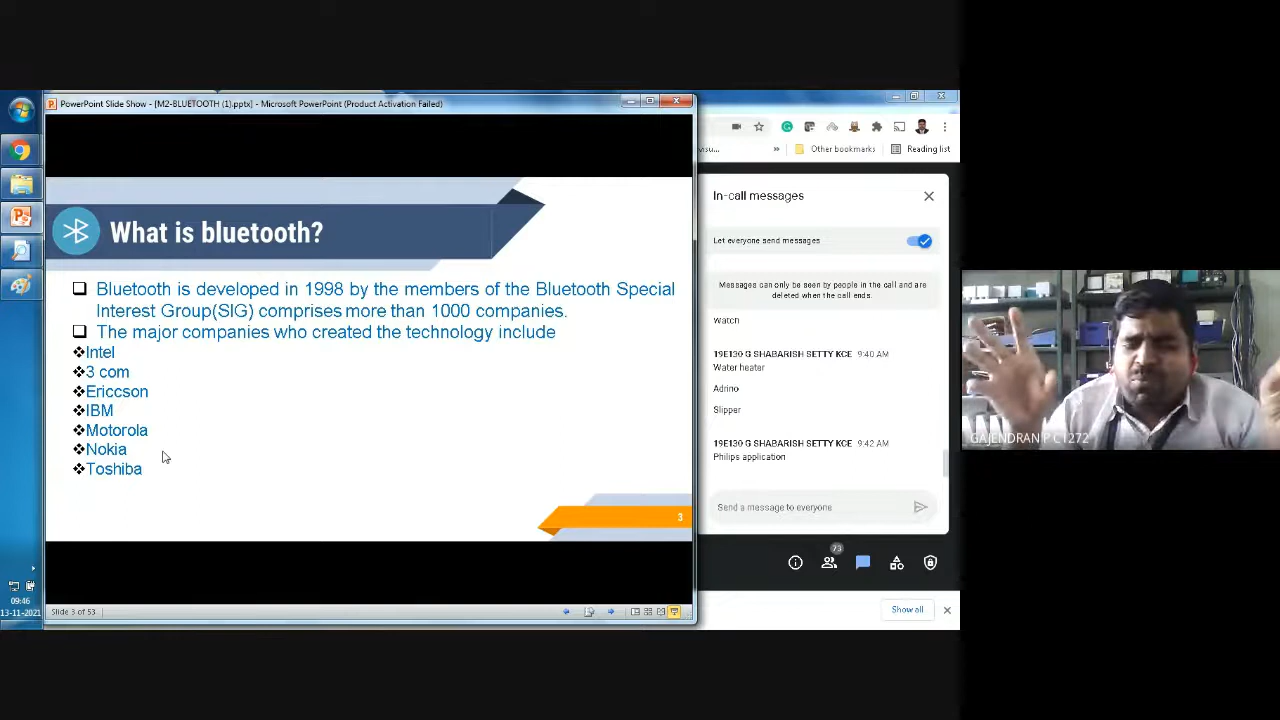 PowerPoint Slide Show - [M2-BLUETOOTH (1).pptx] - Microsoft PowerPoint (Product Activation Failed)
What is bluetooth?
Bluetooth is developed in 1998 by the members of the Bluetooth Special
Interest Group(SIG) comprises more than 1000 companies.
The major companies who created the technology include
Intel
3 com
Ericcson
IBM
Motorola
Nokia
Toshiba
3
Slide 3 of 53
09:46
13-11-2021
Other bookmarks
Reading list
In-call messages
Let everyone send messages
Messages can only be seen by people in the call and are
deleted when the call ends.
Watch
19E130 G SHABARISH SETTY KCE 9:40 AM
Water heater
Adrino
Slipper
19E130 G SHABARISH SETTY KCE 9:42 AM
Philips application
Send a message to everyone
73
Show all
GAJENDRAN P C1272